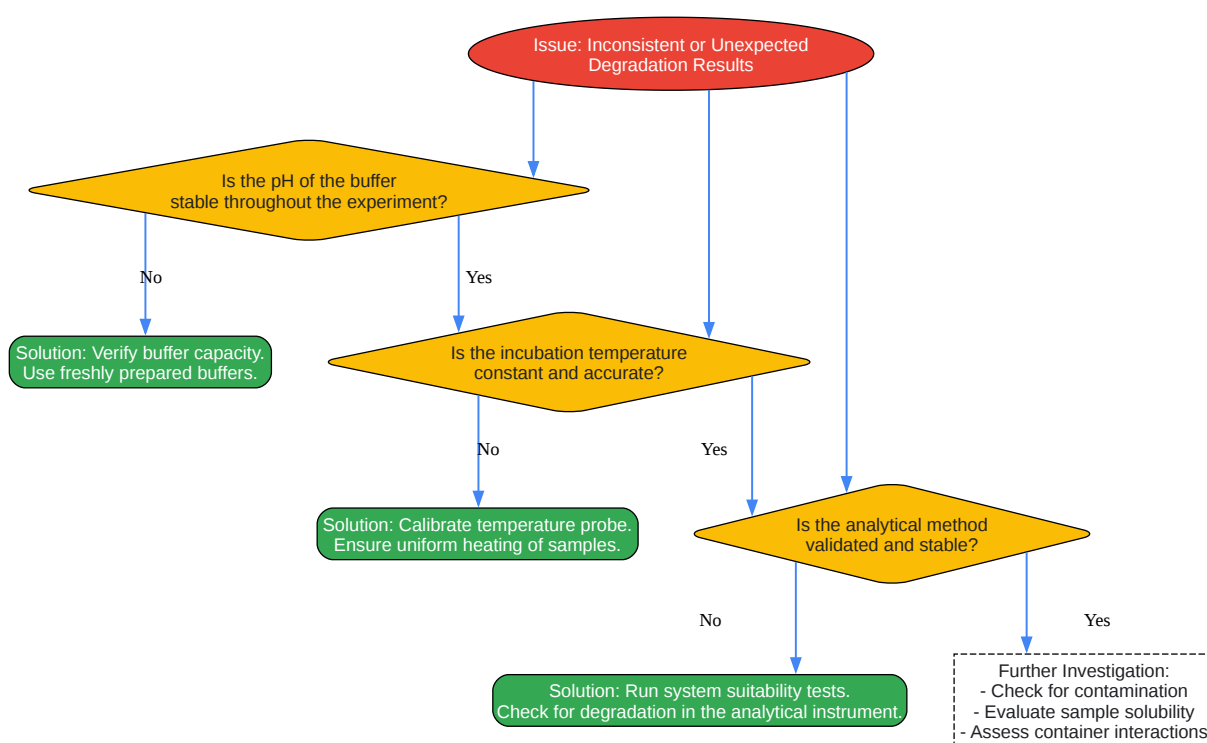 Issue: Inconsistent or Unexpected
Degradation Results
Is the pH of the buffer
stable throughout the experiment?
No
Yes
Solution: Verify buffer capacity.
Use freshly prepared buffers.
Is the incubation temperature
constant and accurate?
No
Yes
Solution: Calibrate temperature probe.
Ensure uniform heating of samples.
Is the analytical method
validated and stable?
No
Yes
Solution: Run system suitability tests.
Check for degradation in the analytical instrument.
Further Investigation:
- Check for contamination
- Evaluate sample solubility
- Assess container interactions